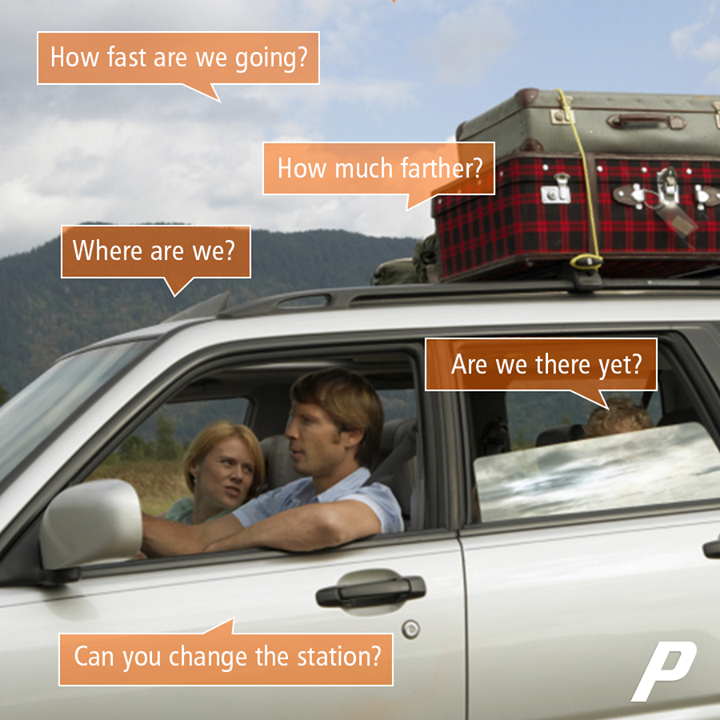 How fast are we going?
How much farther?
Where are we?
Are we there yet?
Can you change the station?
P